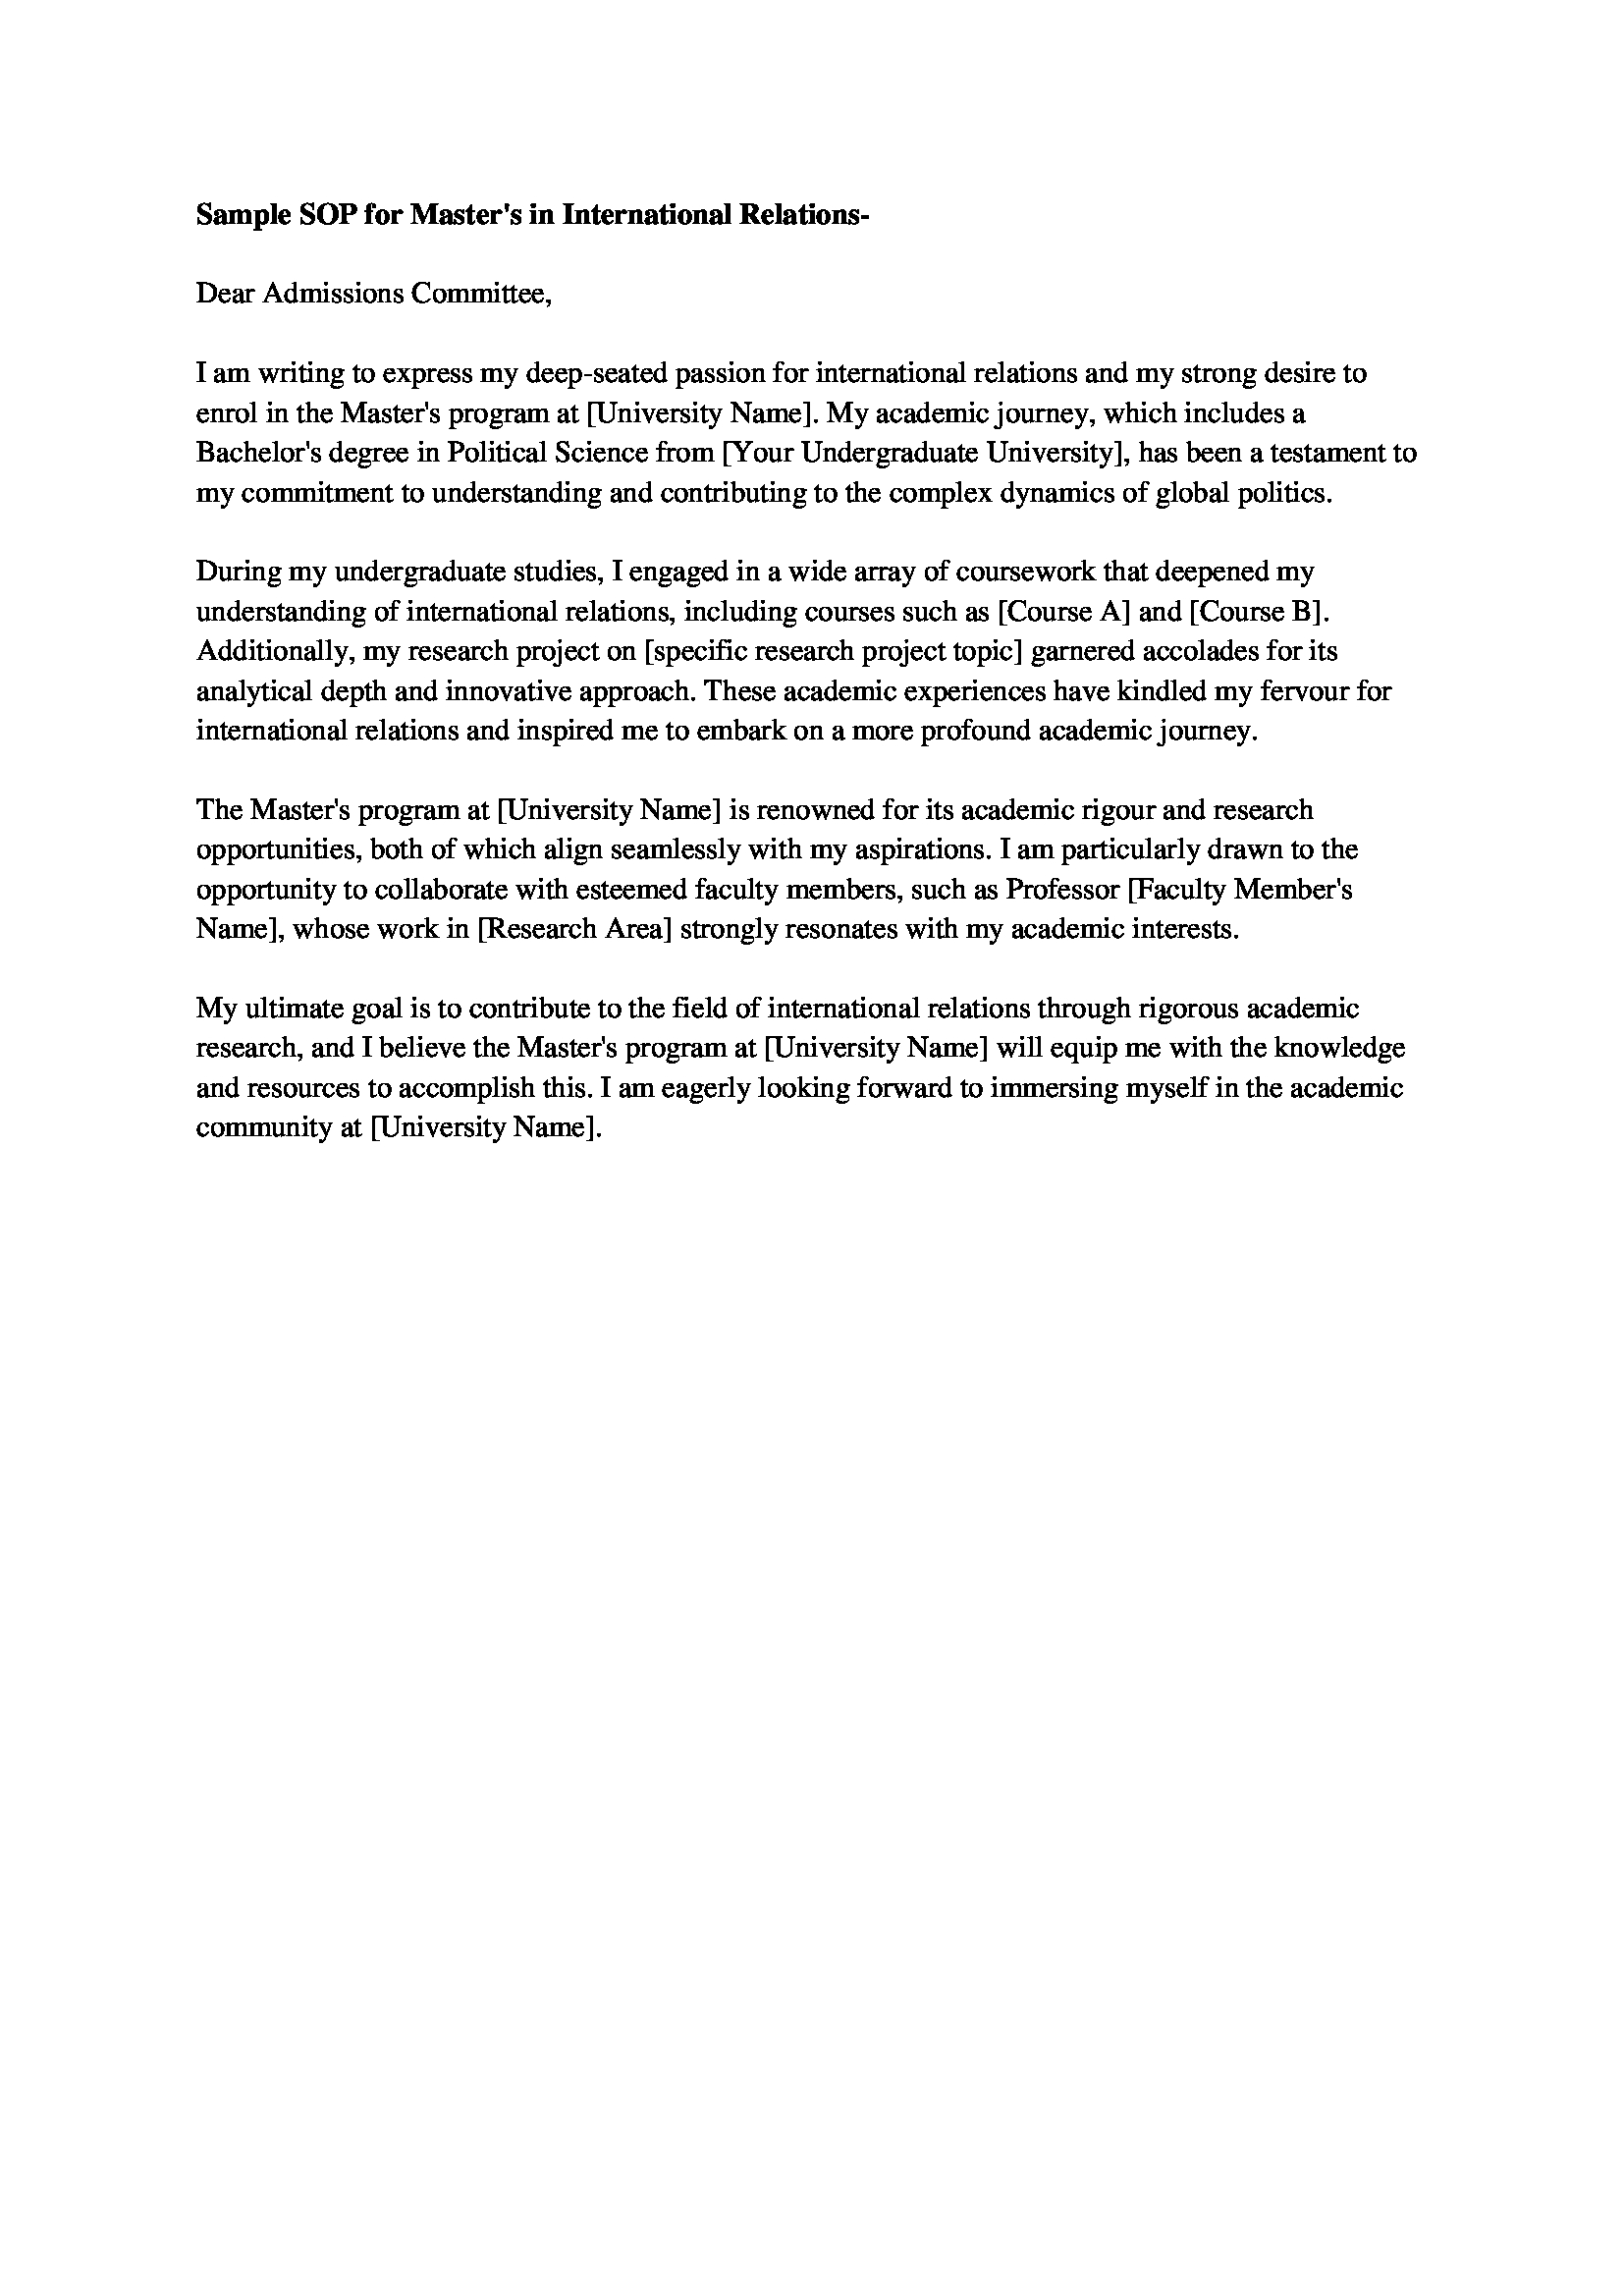 Sample SOP for Master's in International Relations-
Dear Admissions Committee,
I am writing to express my deep-seated passion for international relations and my strong desire to
enrol in the Master's program at [University Name]. My academic journey, which includes a
Bachelor's degree in Political Science from [Your Undergraduate University], has been a testament to
my commitment to understanding and contributing to the complex dynamics of global politics.
During my undergraduate studies, I engaged in a wide array of coursework that deepened my
understanding of international relations, including courses such as [Course A] and [Course B].
Additionally, my research project on [specific research project topic] garnered accolades for its
analytical depth and innovative approach. These academic experiences have kindled my fervour for
international relations and inspired me to embark on a more profound academic journey.
The Master's program at [University Name] is renowned for its academic rigour and research
opportunities, both of which align seamlessly with my aspirations. I am particularly drawn to the
opportunity to collaborate with esteemed faculty members, such as Professor [Faculty Member's
Name], whose work in [Research Area] strongly resonates with my academic interests.
My ultimate goal is to contribute to the field of international relations through rigorous academic
research, and I believe the Master's program at [University Name] will equip me with the knowledge
and resources to accomplish this. I am eagerly looking forward to immersing myself in the academic
community at [University Name].